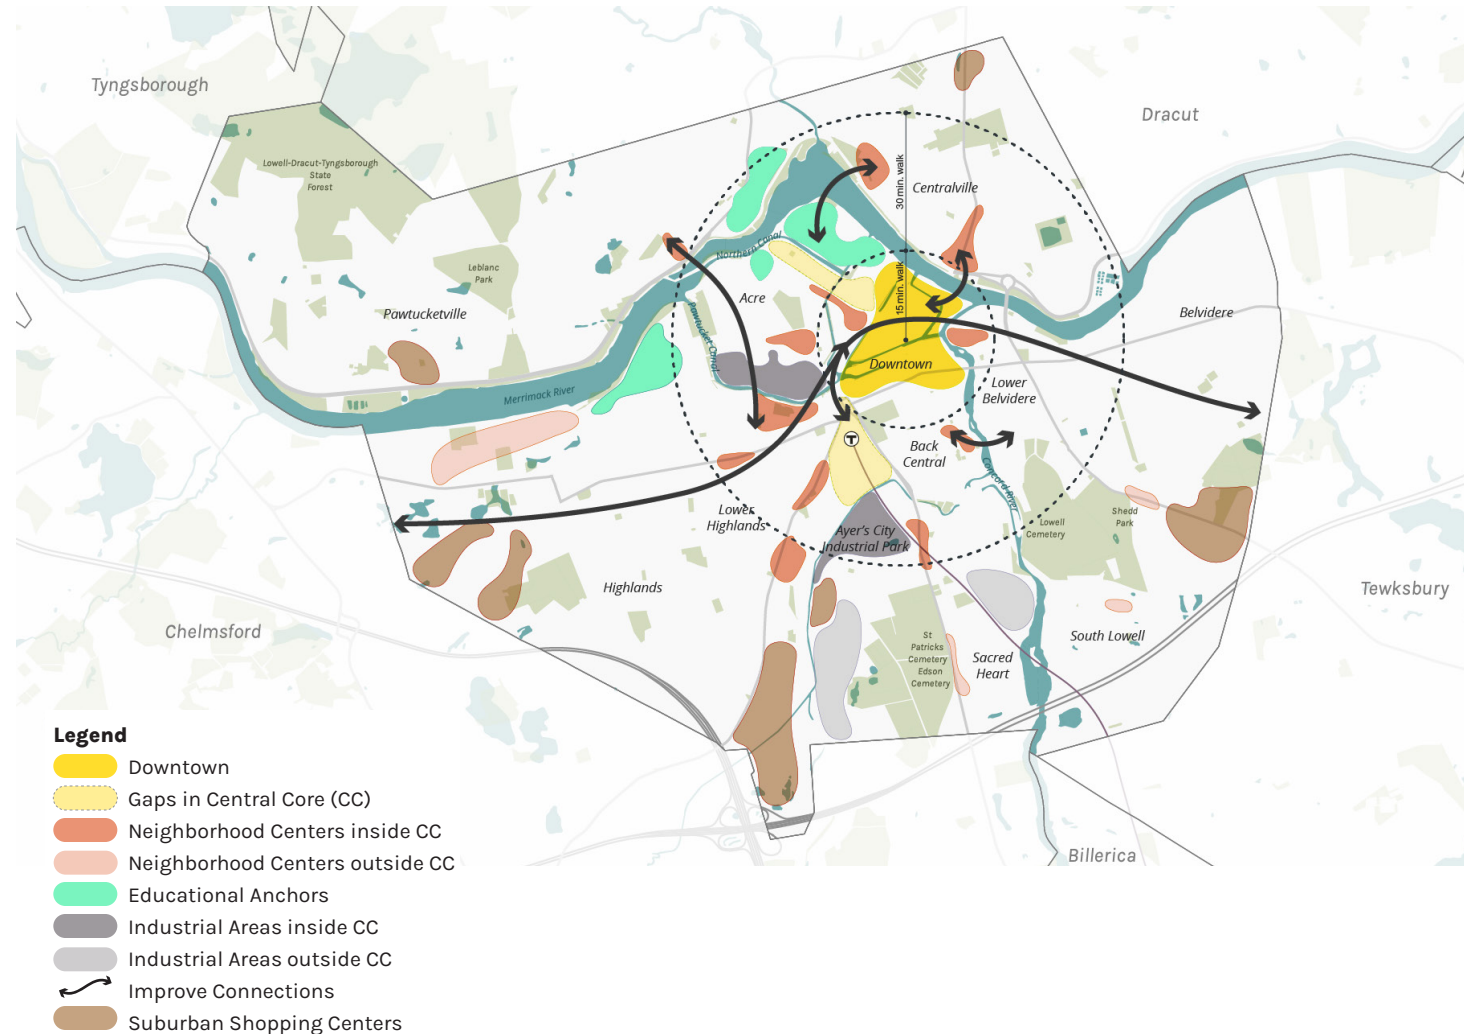 Tyngsborough
Dracut
Lowell-Dracut-Tyngsborough
State
Forest
30 min. walk
Centralville
Northern Canal
Leblanc
Park
Acre
15 min. walk
Pawtucketville
Belvidere
Pawtucket Canal
Downtown
Merrimack River
Lower
Belvidere
T
Back
Central
Concord River
Lower
Highlands
Ayer's City
Industrial Park
Lowell
Cemetery
Shedd
Park
Highlands
Tewksbury
Chelmsford
St
Patricks
Cemetery
Edson
Cemetery
Sacred
Heart
South Lowell
Billerica
Legend
Downtown
Gaps in Central Core (CC)
Neighborhood Centers inside CC
Neighborhood Centers outside CC
Educational Anchors
Industrial Areas inside CC
Industrial Areas outside CC
Improve Connections
Suburban Shopping Centers